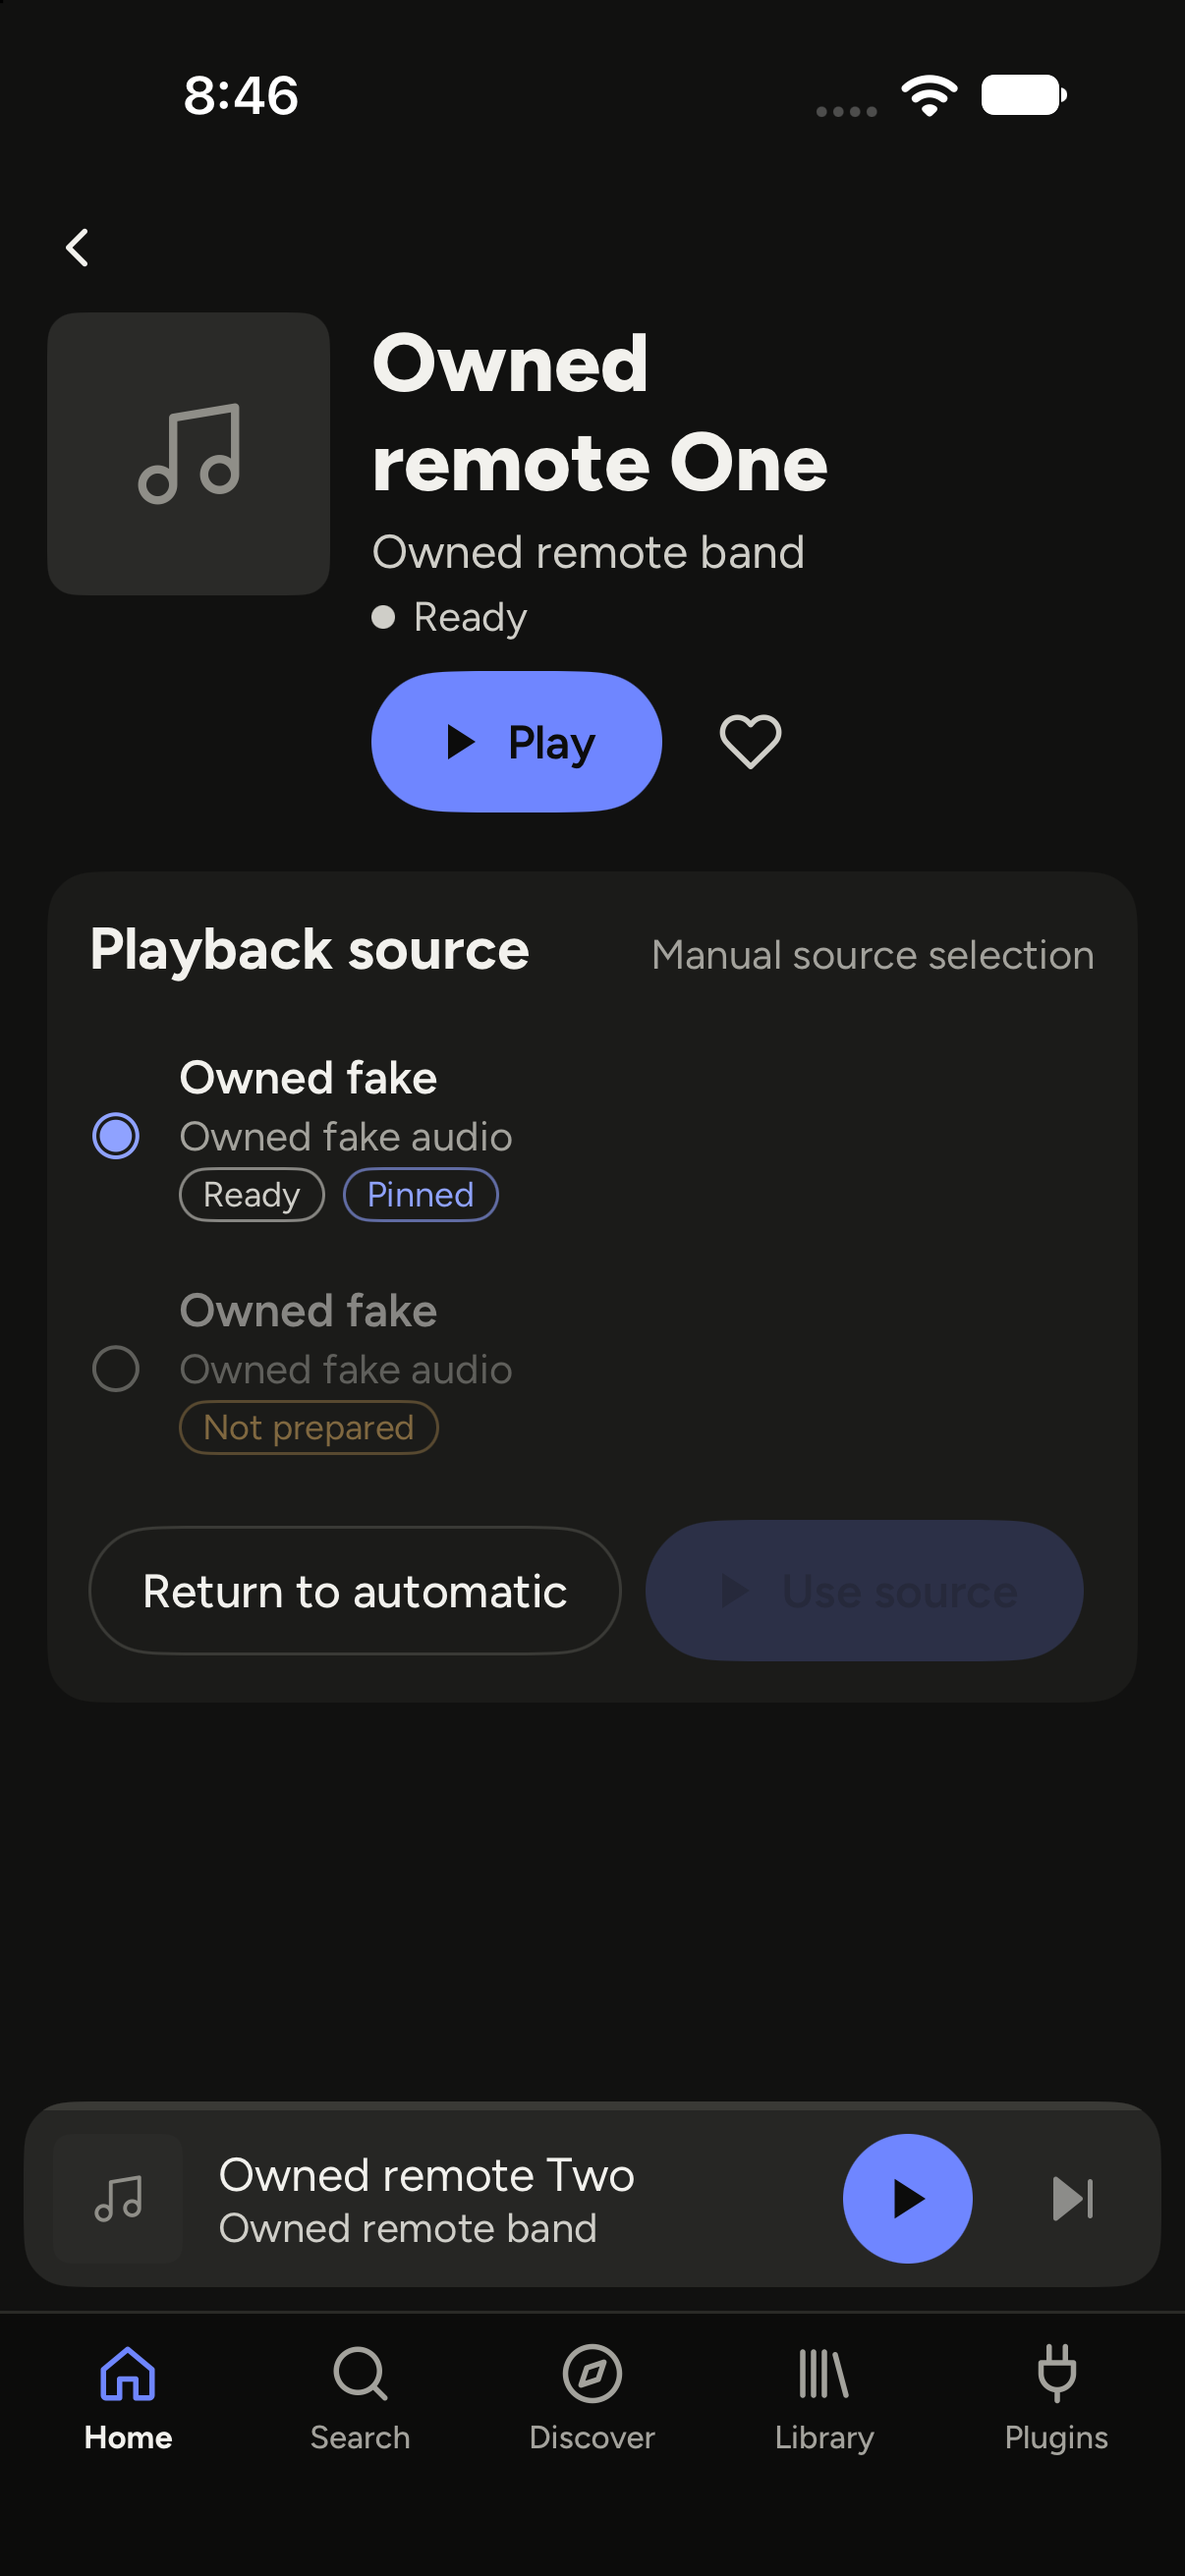 8:46
Owned
remote One
Owned remote band
Ready
Play
Playback source
Manual source selection
Owned fake
Owned fake audio
Ready
Pinned
Owned fake
Owned fake audio
Not prepared
Return to automatic
Use source
Owned remote Two
Owned remote band
Home
Search
Discover
Library
Plugins